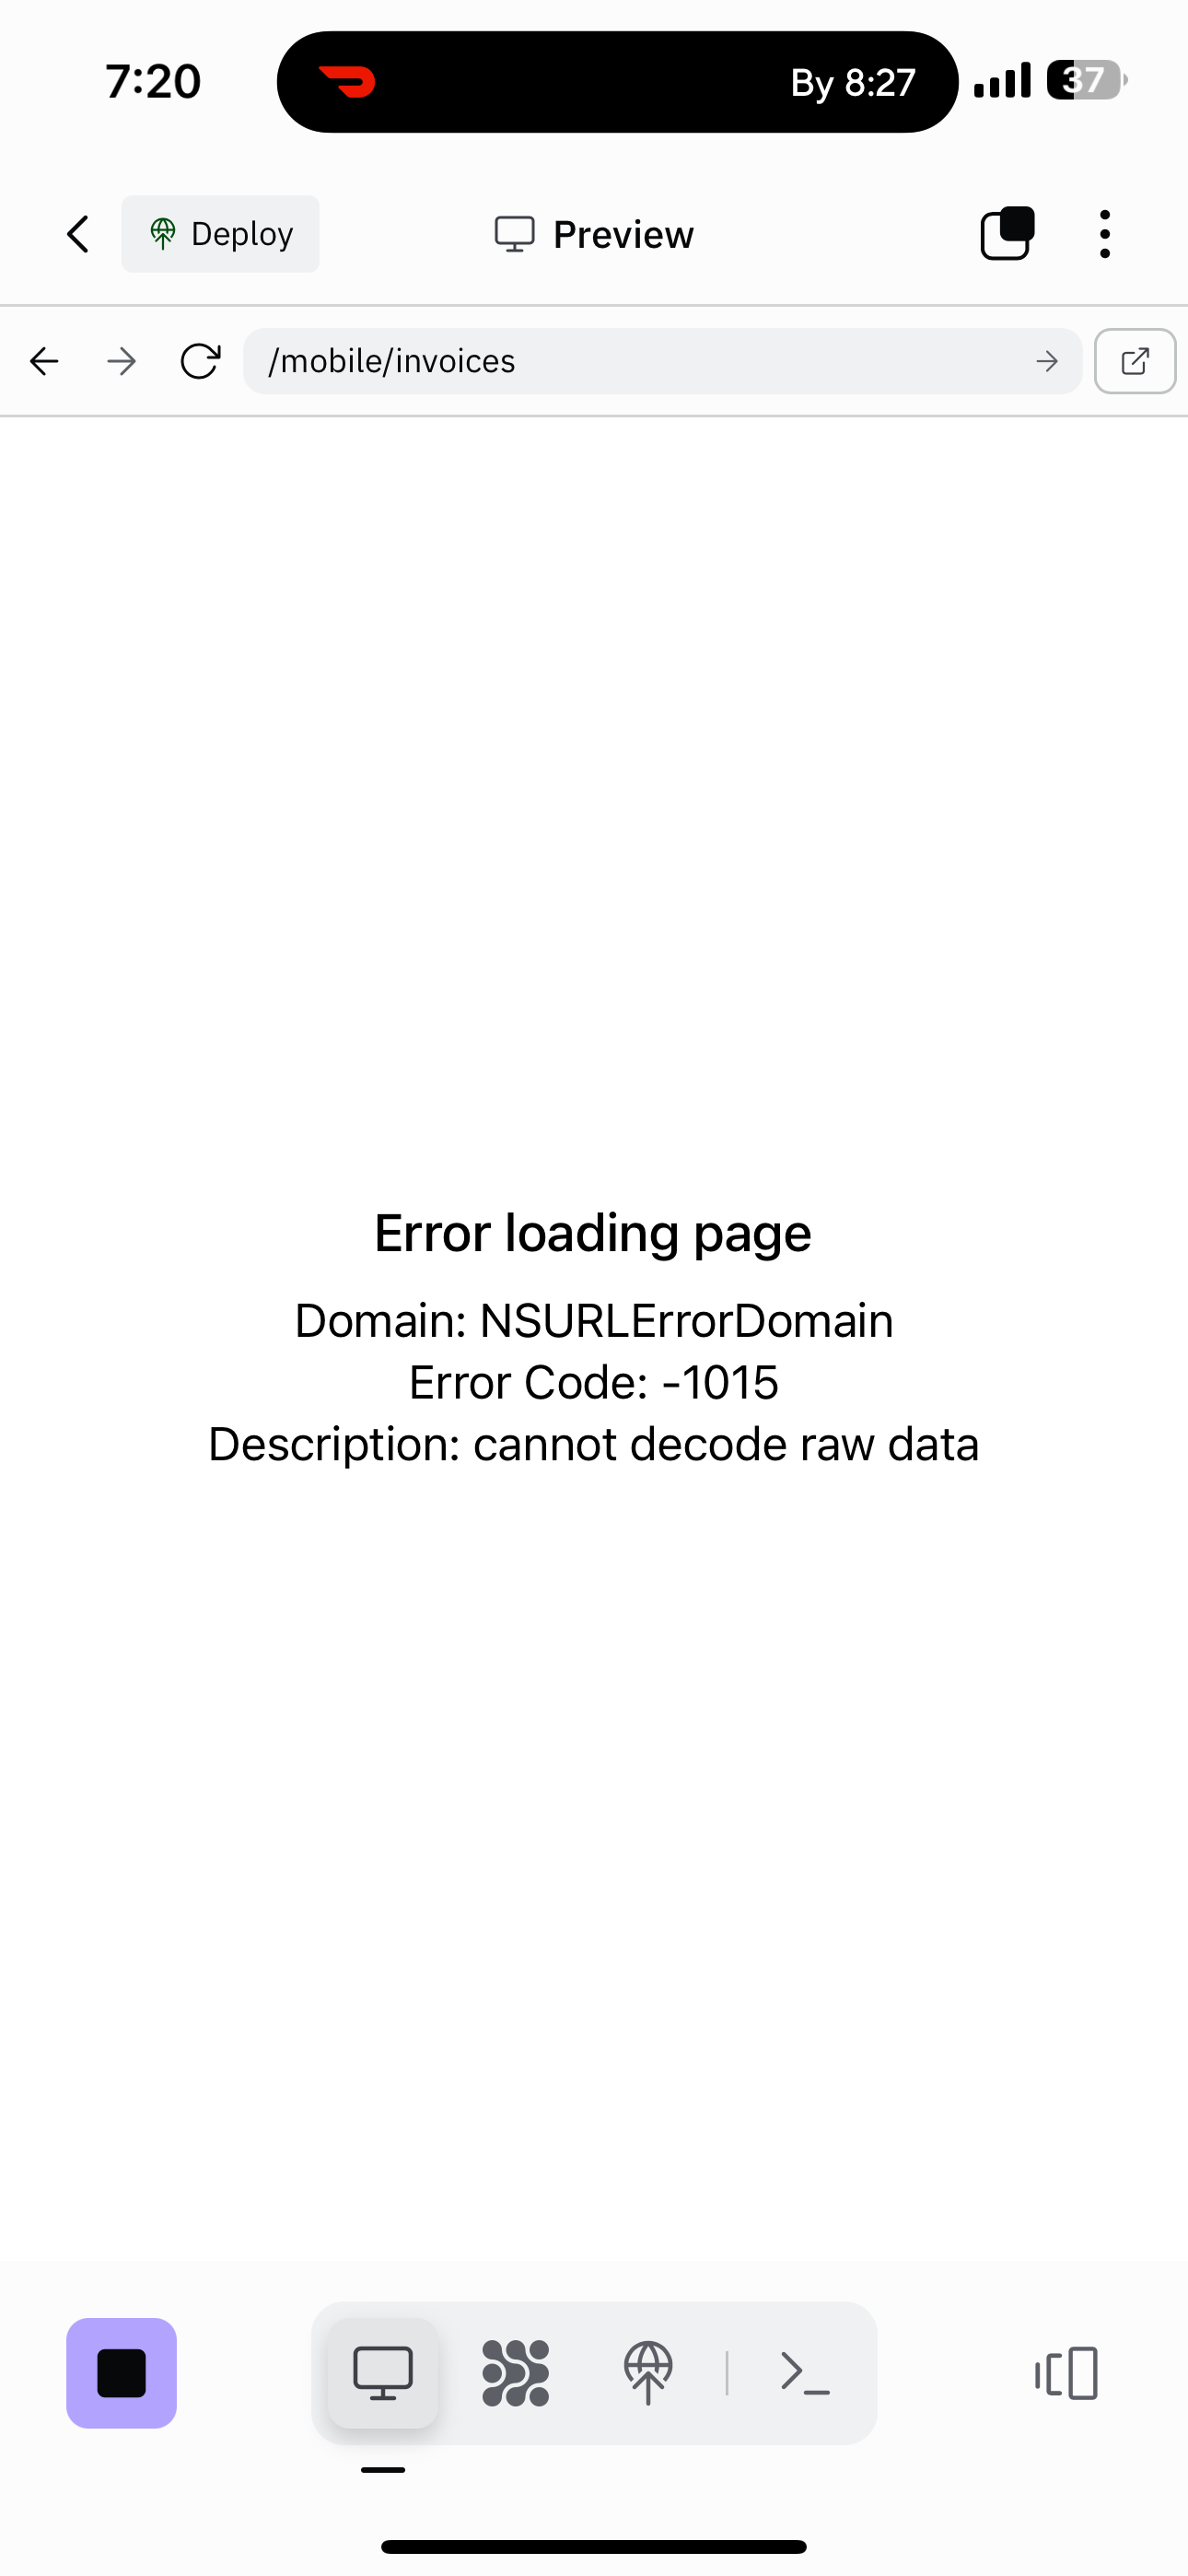 7:20
By 8:27
37
Deploy
Preview
/mobile/invoices
Error loading page
Domain: NSURLErrorDomain
Error Code: -1015
Description: cannot decode raw data